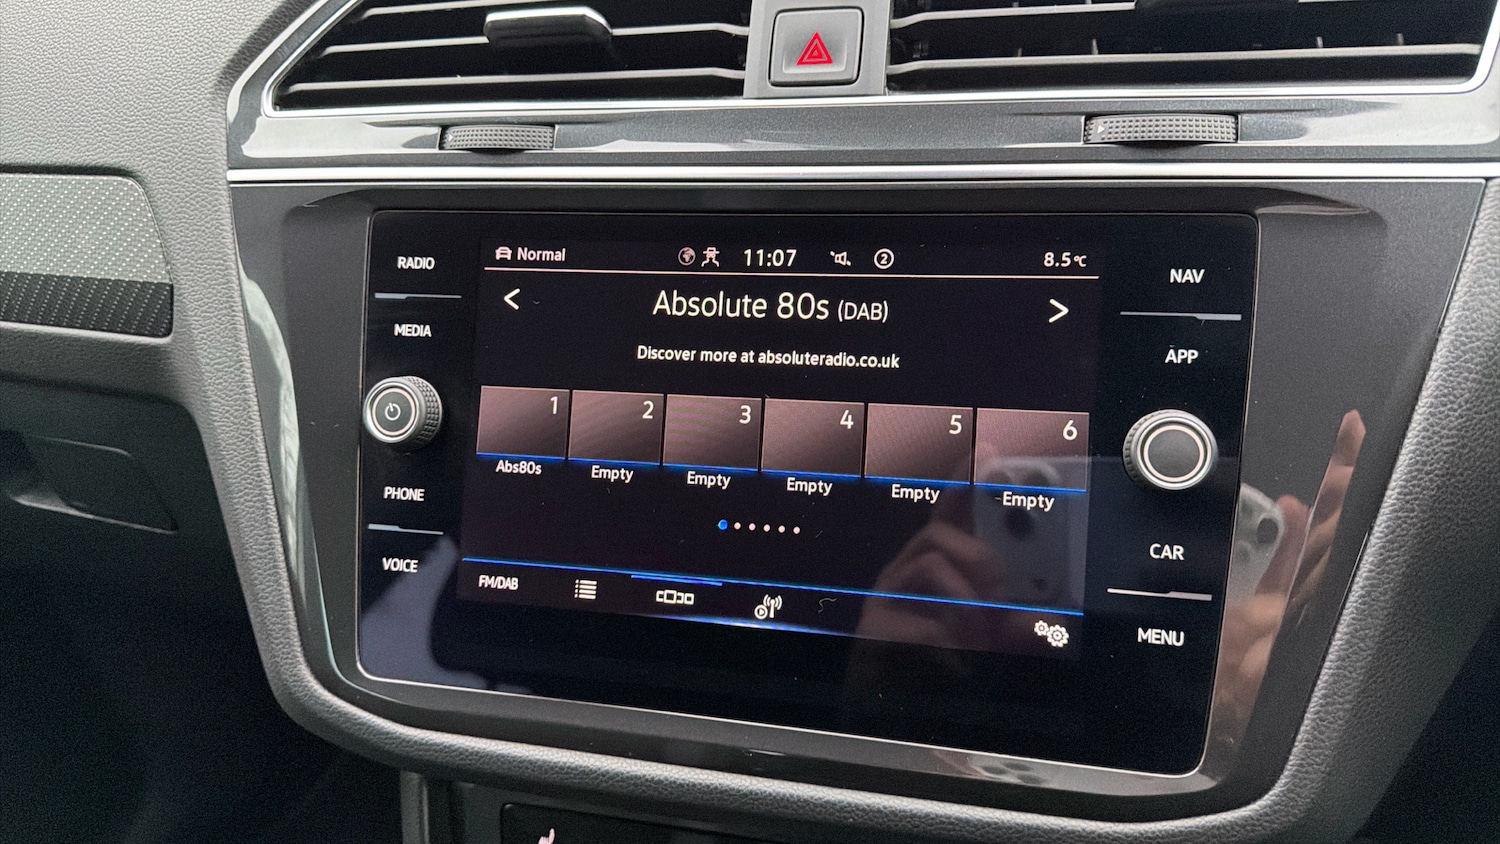 RADIO
MEDIA
PHONE
VOICE
Normal 11:07 2 8.5°C
< Absolute 80s (DAB) >
Discover more at absoluteradio.co.uk
1 2 3 4 5 6
Abs80s Empty Empty Empty Empty Empty
FM/DAB
NAV
APP
CAR
MENU